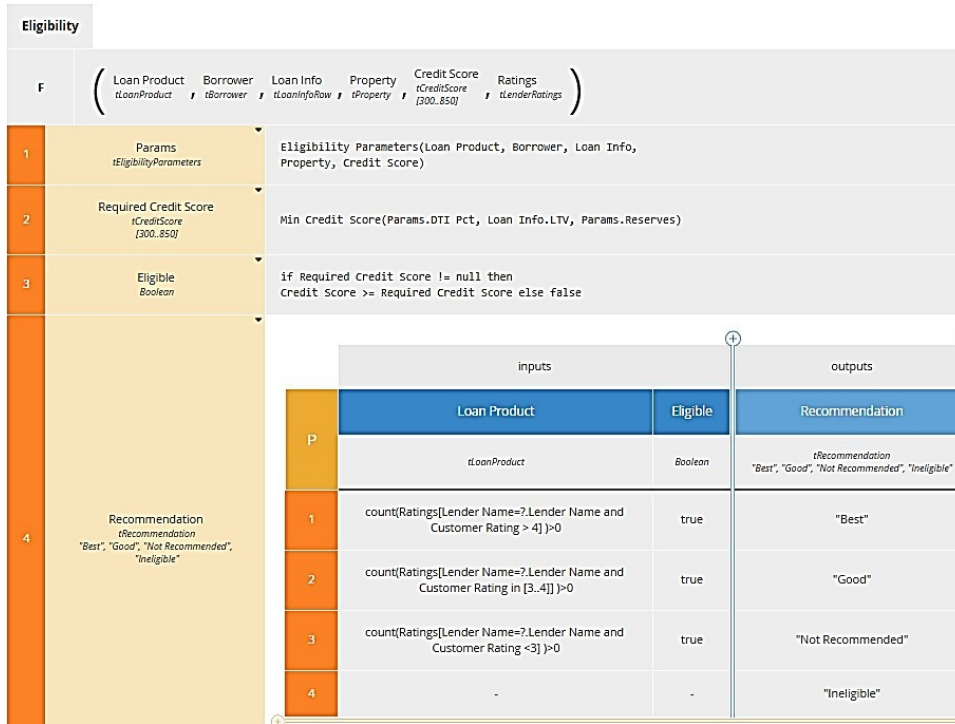 Eligibility
F
( Loan Product , Borrower , Loan Info , Property , Credit Score , Ratings )
tLoanProduct tBorrower tLoanInfoRow tProperty tCreditScore tLenderRatings
[300..850]
1
Params
tEligibilityParameters
Eligibility Parameters(Loan Product, Borrower, Loan Info,
Property, Credit Score)
2
Required Credit Score
tCreditScore
[300..850]
Min Credit Score(Params.DTI Pct, Loan Info.LTV, Params.Reserves)
3
Eligible
Boolean
if Required Credit Score != null then
Credit Score >= Required Credit Score else false
4
Recommendation
tRecommendation
"Best", "Good", "Not Recommended",
"Ineligible"
inputs outputs
P
Loan Product Eligible Recommendation
tLoanProduct Boolean tRecommendation
"Best", "Good", "Not Recommended", "Ineligible"
1
count(Ratings[Lender Name=?.Lender Name and
Customer Rating > 4] )>0
true
"Best"
2
count(Ratings[Lender Name=?.Lender Name and
Customer Rating in [3..4]] )>0
true
"Good"
3
count(Ratings[Lender Name=?.Lender Name and
Customer Rating <3] )>0
true
"Not Recommended"
4
- - "Ineligible"